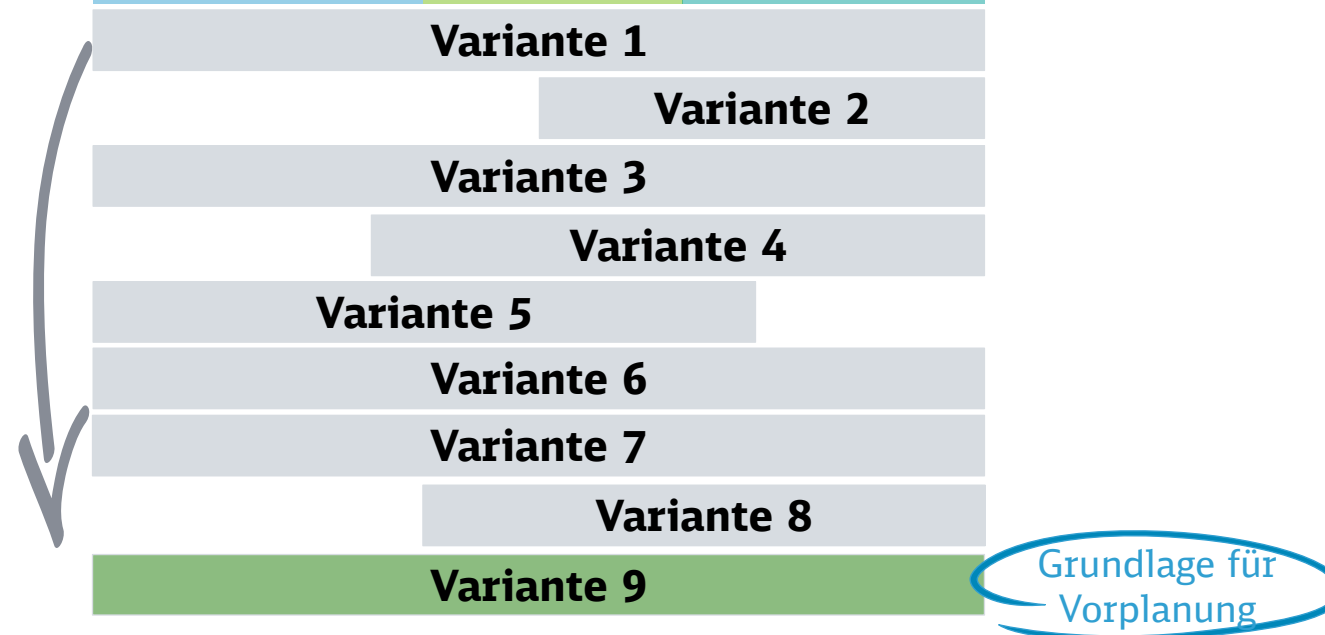 Variante 1
Variante 2
Variante 3
Variante 4
Variante 5
Variante 6
Variante 7
Variante 8
Variante 9
Grundlage für
Vorplanung